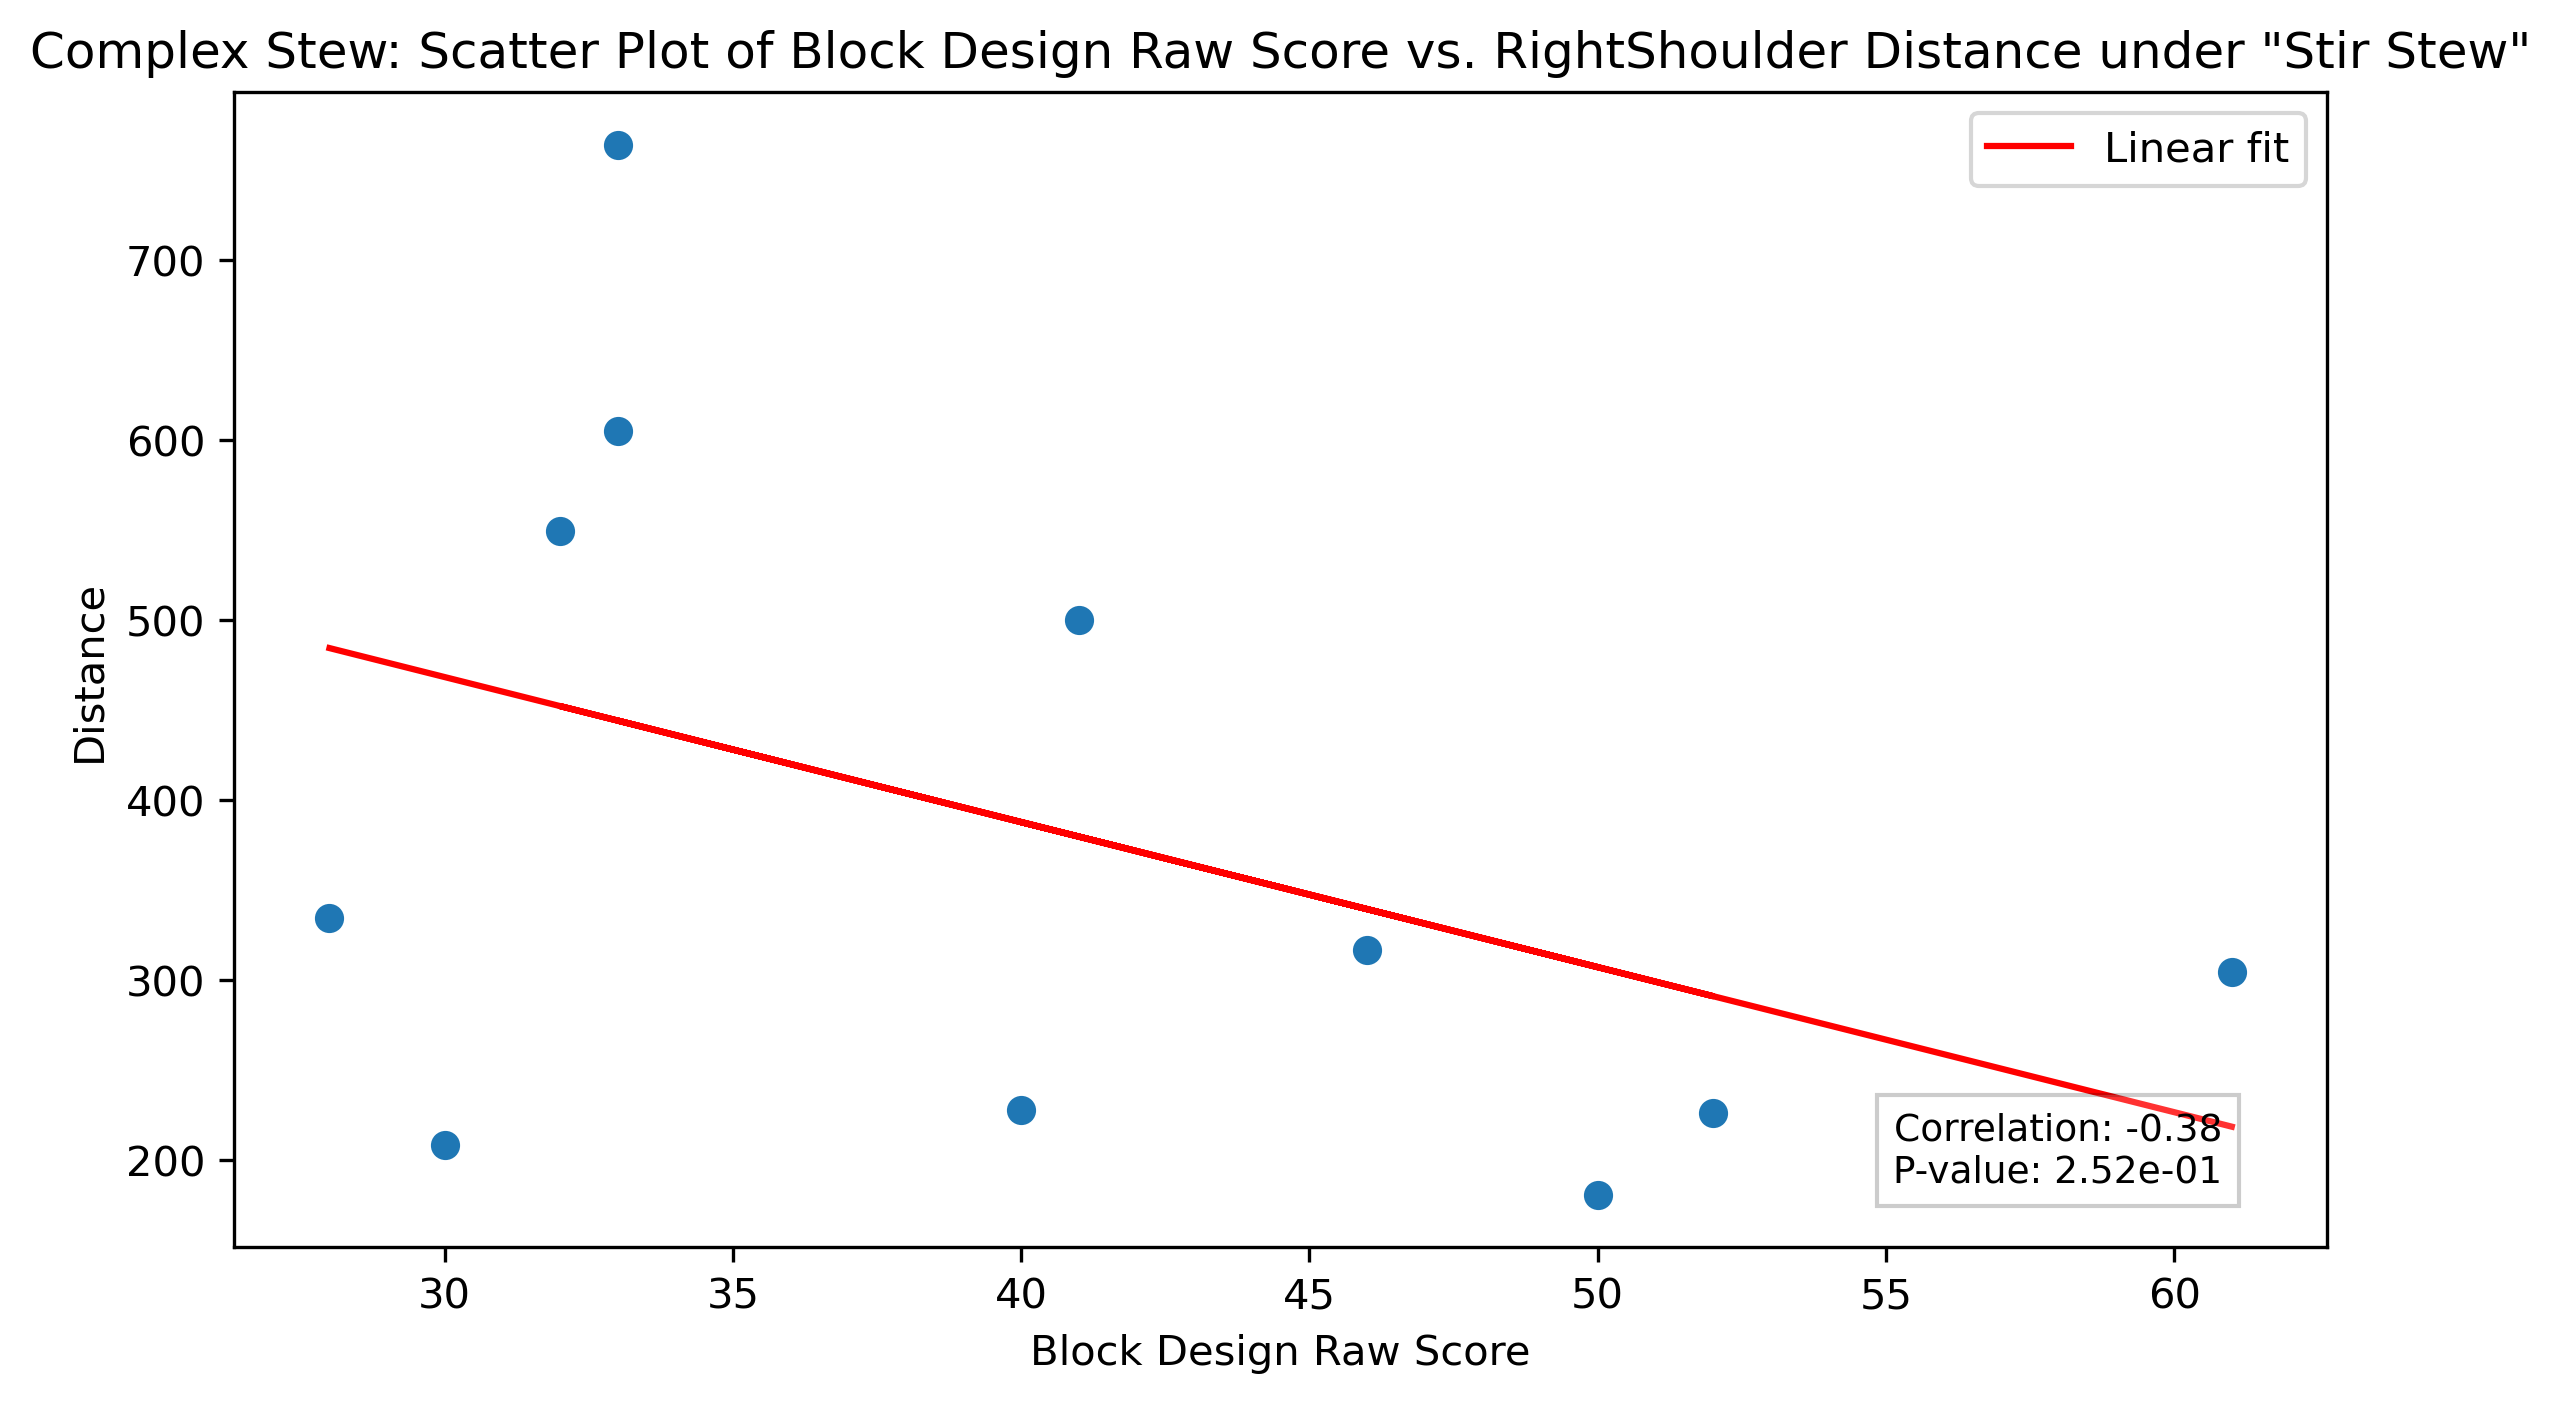 Complex Stew: Scatter Plot of Block Design Raw Score vs. RightShoulder Distance under "Stir Stew"
Linear fit
700
600
500
400
300
200
Distance
Correlation: -0.38
P-value: 2.52e-01
30 35 40 45 50 55 60
Block Design Raw Score